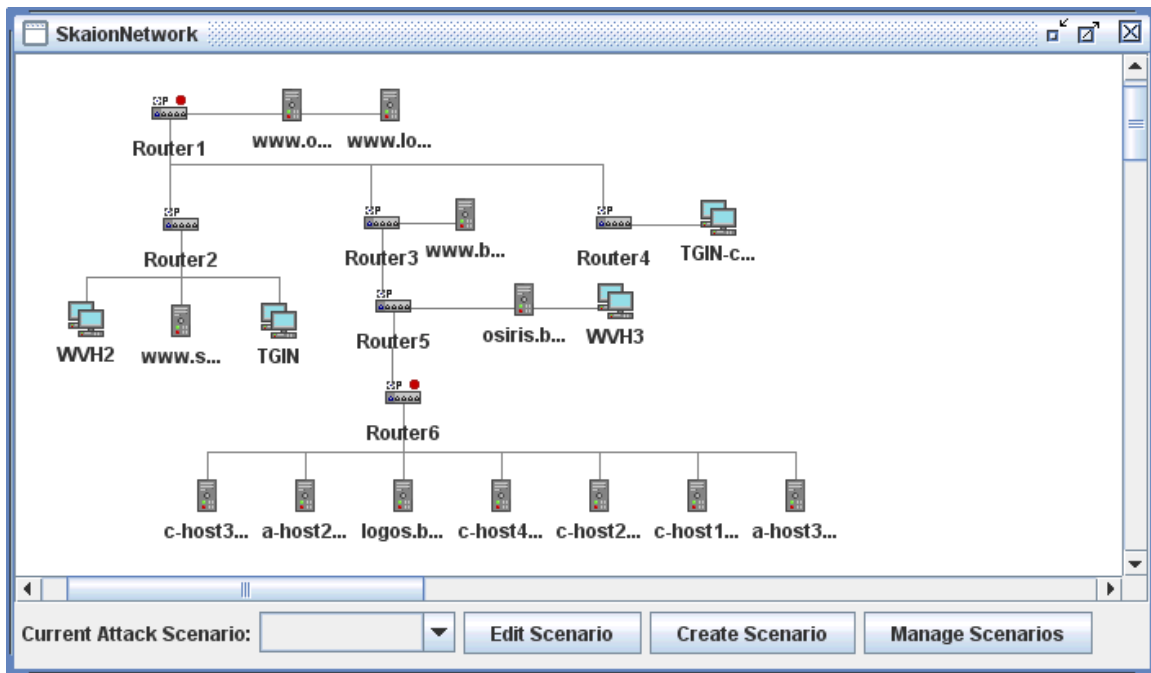 SkaionNetwork
P
Router1
www.o...
www.lo...
P
Router2
P
Router3
www.b...
P
Router4
TGIN-c...
WVH2
www.s...
TGIN
P
Router5
osiris.b...
WVH3
P
Router6
c-host3...
a-host2...
logos.b...
c-host4...
c-host2...
c-host1...
a-host3...
Current Attack Scenario:
Edit Scenario
Create Scenario
Manage Scenarios